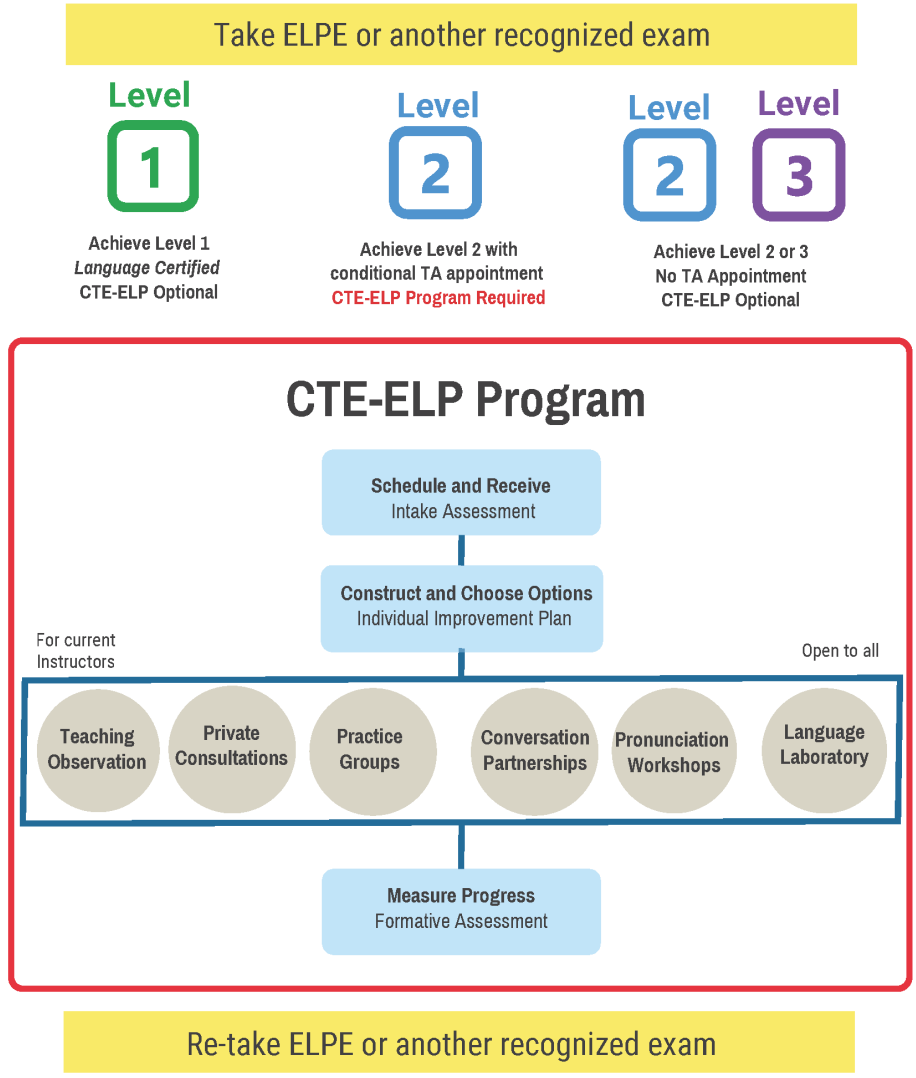 Take ELPE or another recognized exam
Level
1
Achieve Level 1
Language Certified
CTE-ELP Optional
Level
2
Achieve Level 2 with
conditional TA appointment
CTE-ELP Program Required
Level
2
Level
3
Achieve Level 2 or 3
No TA Appointment
CTE-ELP Optional
CTE-ELP Program
Schedule and Receive
Intake Assessment
Construct and Choose Options
Individual Improvement Plan
For current
Instructors
Open to all
Teaching
Observation
Private
Consultations
Practice
Groups
Conversation
Partnerships
Pronunciation
Workshops
Language
Laboratory
Measure Progress
Formative Assessment
Re-take ELPE or another recognized exam